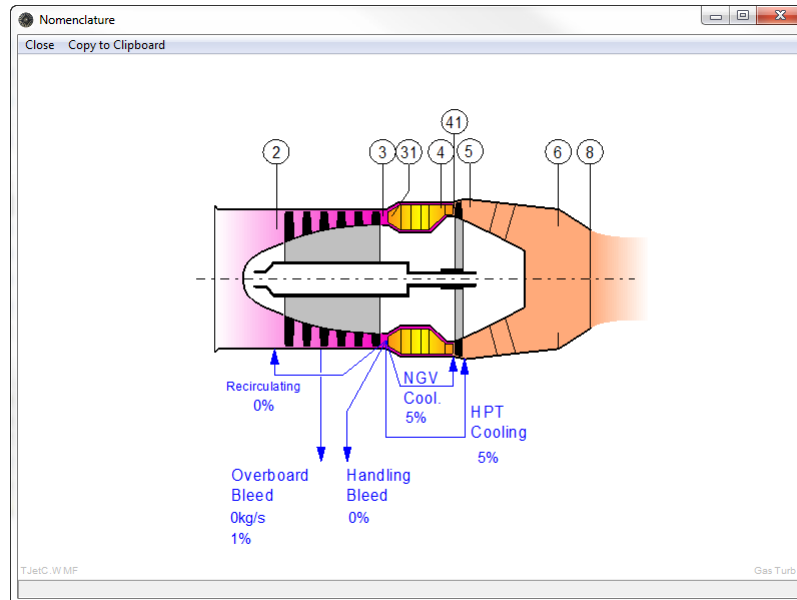 Nomenclature
Close Copy to Clipboard
41
2 3 31 4 5 6 8
Recirculating
0%
NGV
Cool.
5%
HPT
Cooling
5%
Overboard
Bleed
0kg/s
1%
Handling
Bleed
0%
TJetC.WMF
Gas Turb